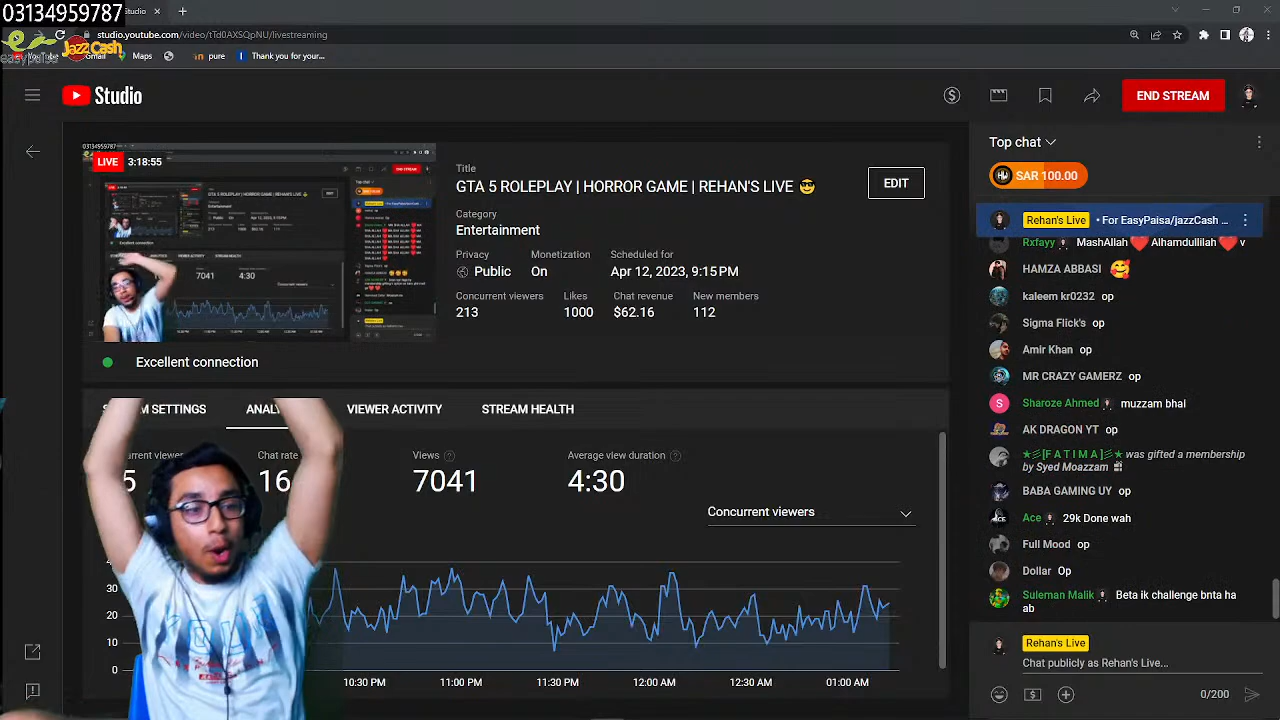 03134959787
Studio
studio.youtube.com/video/tTd0AXSQpNU/livestreaming
easypaisa
JazzCash
YouTube
Gmail
Maps
pure
Thank you for your...
Studio
END STREAM
LIVE 3:18:55
Title
GTA 5 ROLEPLAY | HORROR GAME | REHAN'S LIVE 😎
EDIT
Category
Entertainment
Privacy Monetization Scheduled for
Public On Apr 12, 2023, 9:15 PM
Concurrent viewers Likes Chat revenue New members
213 1000 $62.16 112
Excellent connection
SETTINGS VIEWER ACTIVITY STREAM HEALTH
Chat rate Views Average view duration
16 7041 4:30
Concurrent viewers
30
20
10
0
10:30 PM 11:00 PM 11:30 PM 12:00 AM 12:30 AM 01:00 AM
Top chat
SAR 100.00
Rehan's Live • For EasyPaisa/jazzCash ...
Rxfayy MashAllah ❤️ Alhamdulillah ❤️
HAMZA ABBASI 🥰
kaleem kr0232 op
Sigma Flick's op
Amir Khan op
MR CRAZY GAMERZ op
Sharoze Ahmed muzzam bhai
AK DRAGON YT op
★彡[F A T I M A ]彡★ was gifted a membership
by Syed Moazzam
BABA GAMING UY op
Ace 29k Done wah
Full Mood op
Dollar Op
Suleman Malik Beta ik challenge bnta ha
ab
Rehan's Live
Chat publicly as Rehan's Live...
0/200